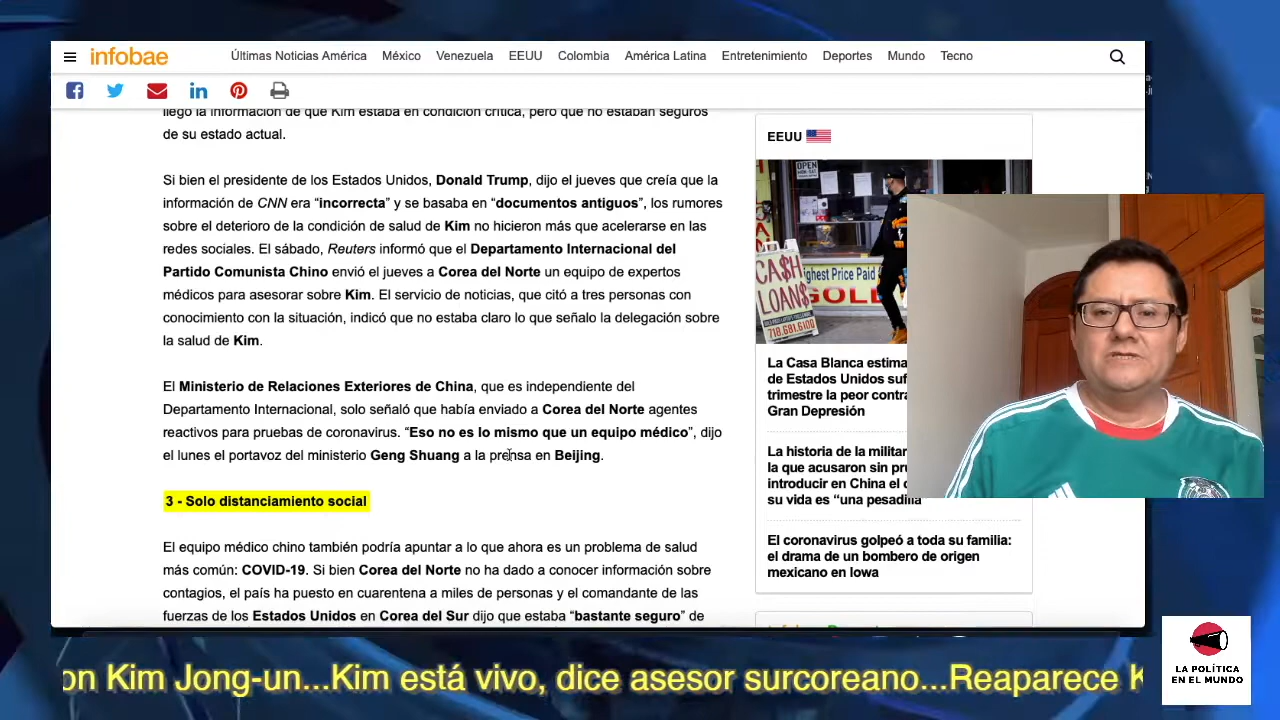 infobae
Últimas Noticias América México Venezuela EEUU Colombia América Latina Entretenimiento Deportes Mundo Tecno
llegó la información de que Kim estaba en condición crítica, pero que no estaban seguros
de su estado actual.
Si bien el presidente de los Estados Unidos, Donald Trump, dijo el jueves que creía que la
información de CNN era “incorrecta” y se basaba en “documentos antiguos”, los rumores
sobre el deterioro de la condición de salud de Kim no hicieron más que acelerarse en las
redes sociales. El sábado, Reuters informó que el Departamento Internacional del
Partido Comunista Chino envió el jueves a Corea del Norte un equipo de expertos
médicos para asesorar sobre Kim. El servicio de noticias, que citó a tres personas con
conocimiento con la situación, indicó que no estaba claro lo que señalo la delegación sobre
la salud de Kim.
El Ministerio de Relaciones Exteriores de China, que es independiente del
Departamento Internacional, solo señaló que había enviado a Corea del Norte agentes
reactivos para pruebas de coronavirus. “Eso no es lo mismo que un equipo médico”, dijo
el lunes el portavoz del ministerio Geng Shuang a la prensa en Beijing.
3 - Solo distanciamiento social
El equipo médico chino también podría apuntar a lo que ahora es un problema de salud
más común: COVID-19. Si bien Corea del Norte no ha dado a conocer información sobre
contagios, el país ha puesto en cuarentena a miles de personas y el comandante de las
fuerzas de los Estados Unidos en Corea del Sur dijo que estaba “bastante seguro” de
EEUU
OPEN
CA$H
LOANS
718.681.6100
ghest Price Paid
GOLD
La Casa Blanca estima
de Estados Unidos suf
trimestre la peor contra
Gran Depresión
La historia de la militar
la que acusaron sin pru
introducir en China el c
su vida es “una pesadilla
El coronavirus golpeó a toda su familia:
el drama de un bombero de origen
mexicano en Iowa
on Kim Jong-un...Kim está vivo, dice asesor surcoreano...Reaparece K
LA POLÍTICA
EN EL MUNDO